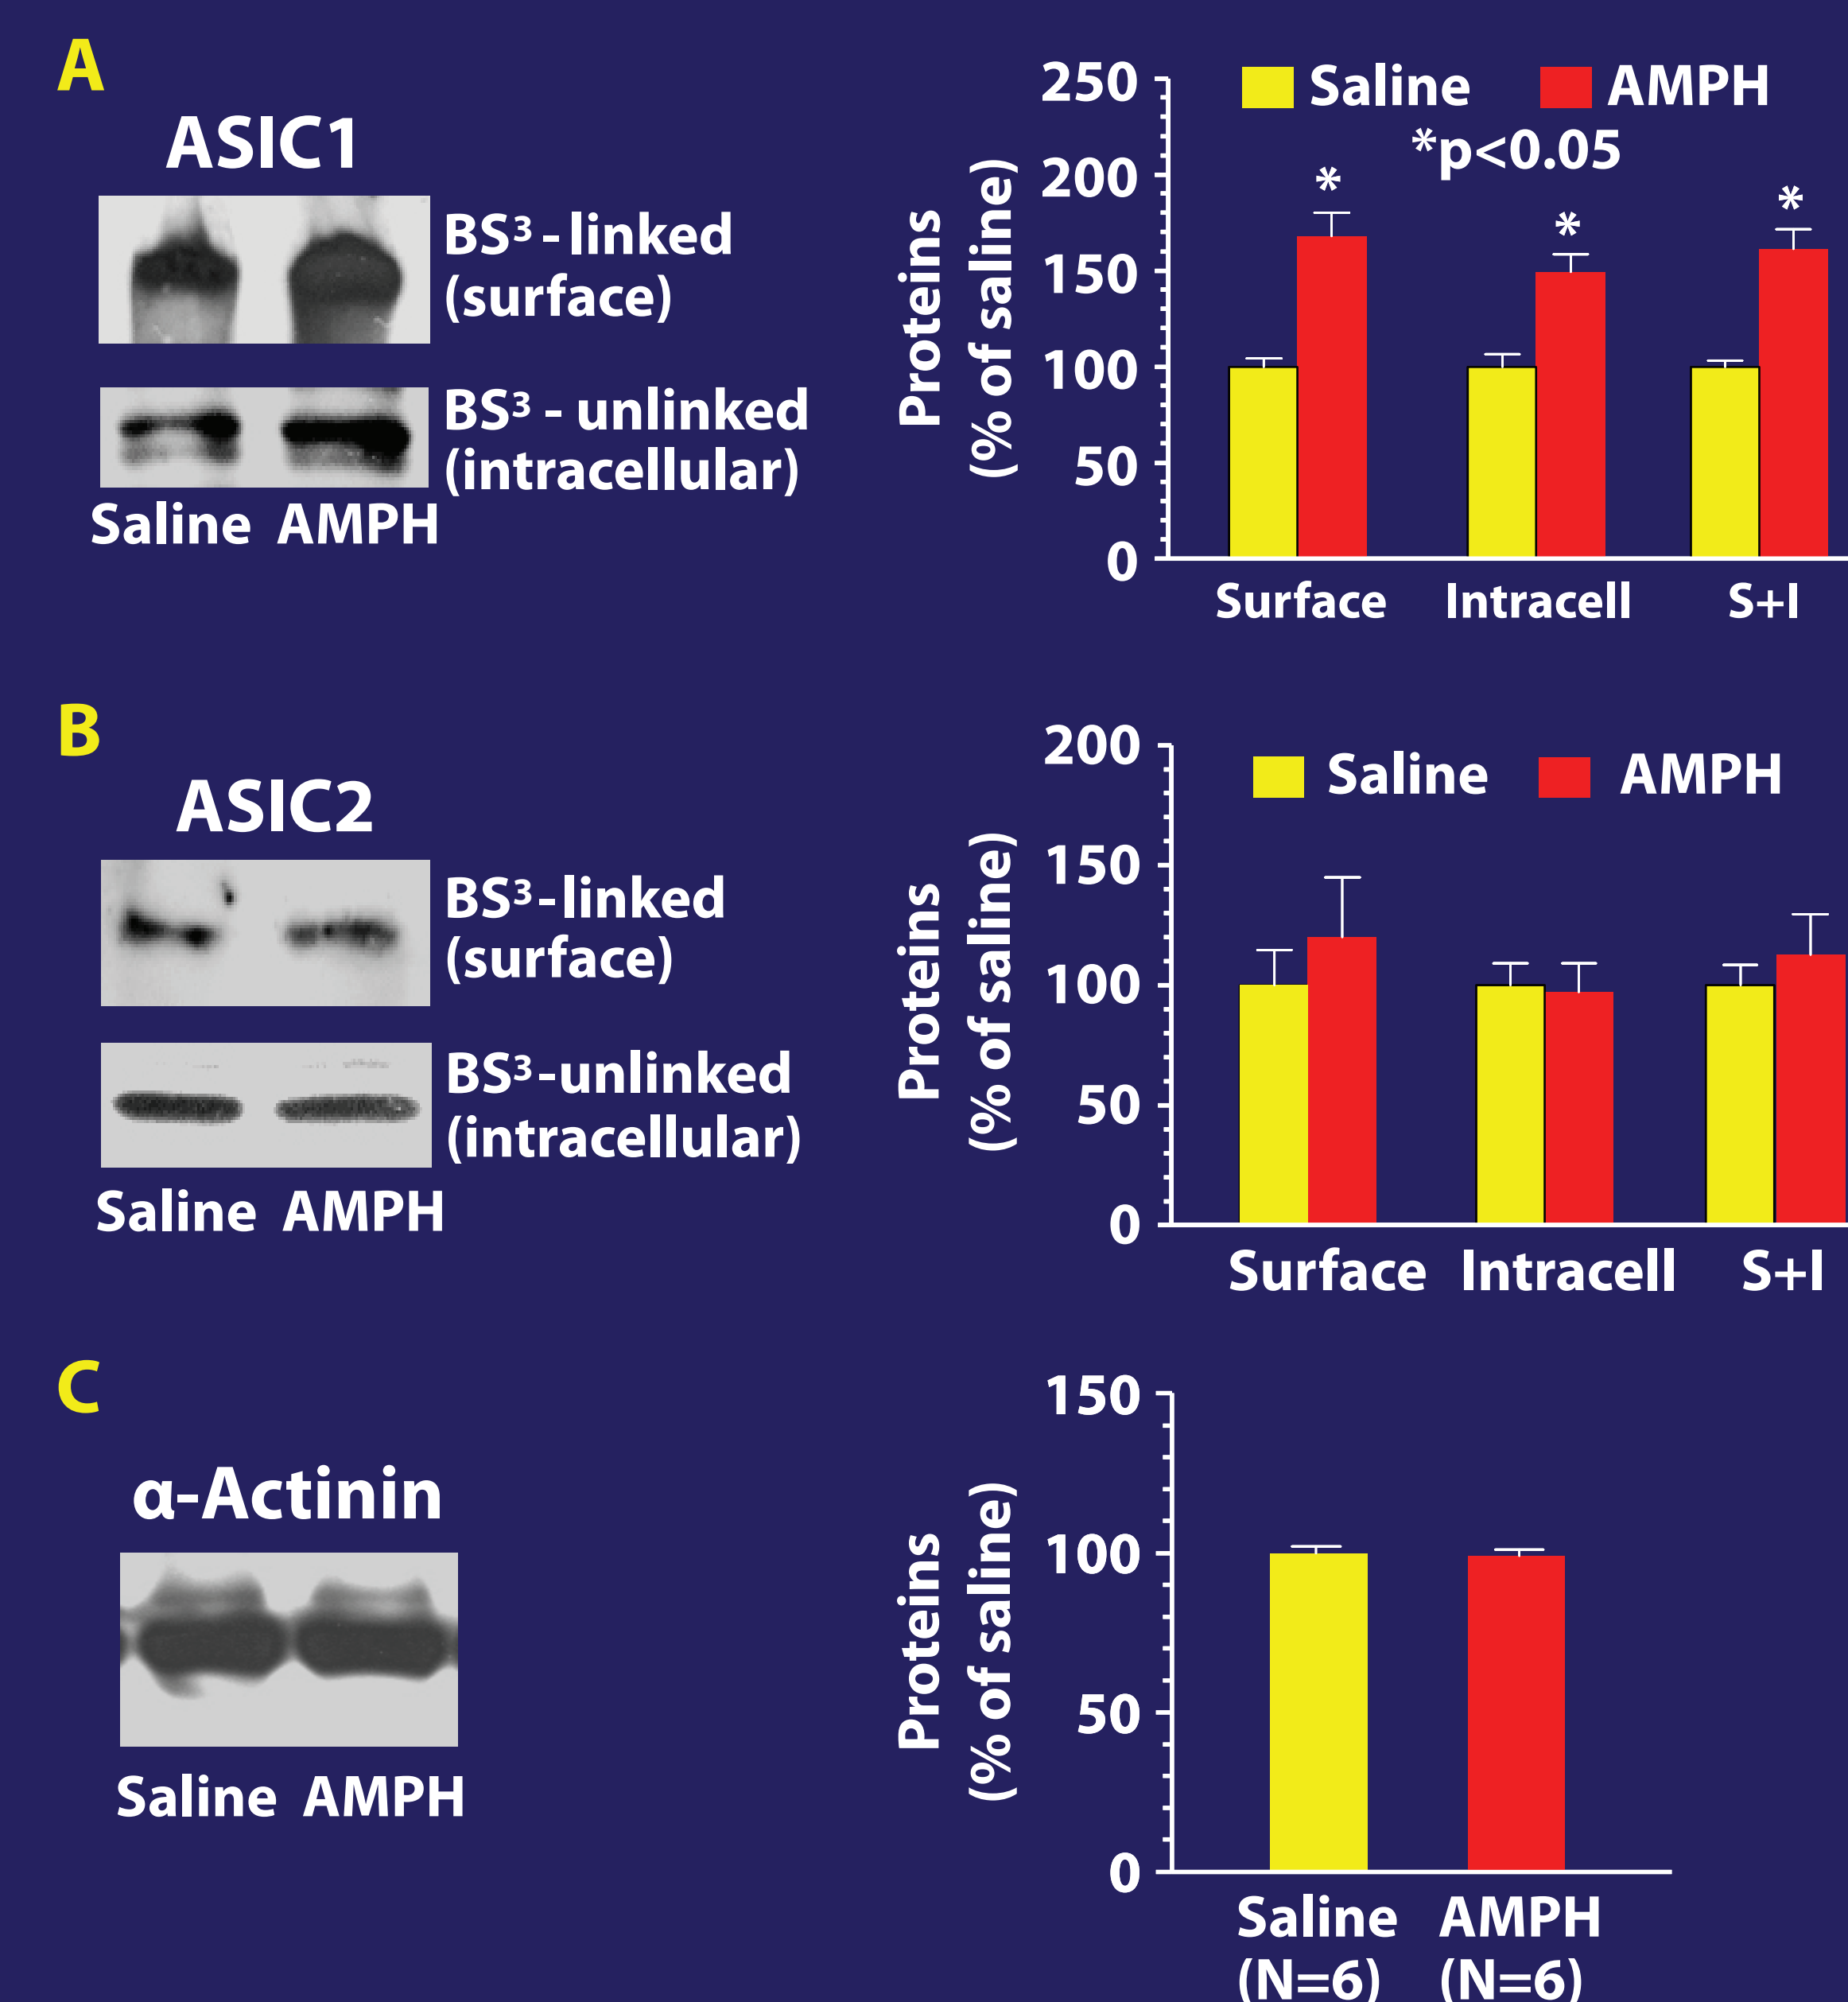 A
ASIC1
BS³ - linked
(surface)
BS³ - unlinked
(intracellular)
Saline AMPH
Proteins
(% of saline)
250
200
150
100
50
0
Saline AMPH
*p<0.05
*
*
*
Surface Intracell S+I
B
ASIC2
BS³-linked
(surface)
BS³-unlinked
(intracellular)
Saline AMPH
Proteins
(% of saline)
200
150
100
50
0
Saline AMPH
Surface Intracell S+I
C
α-Actinin
Saline AMPH
Proteins
(% of saline)
150
100
50
0
Saline AMPH
(N=6) (N=6)